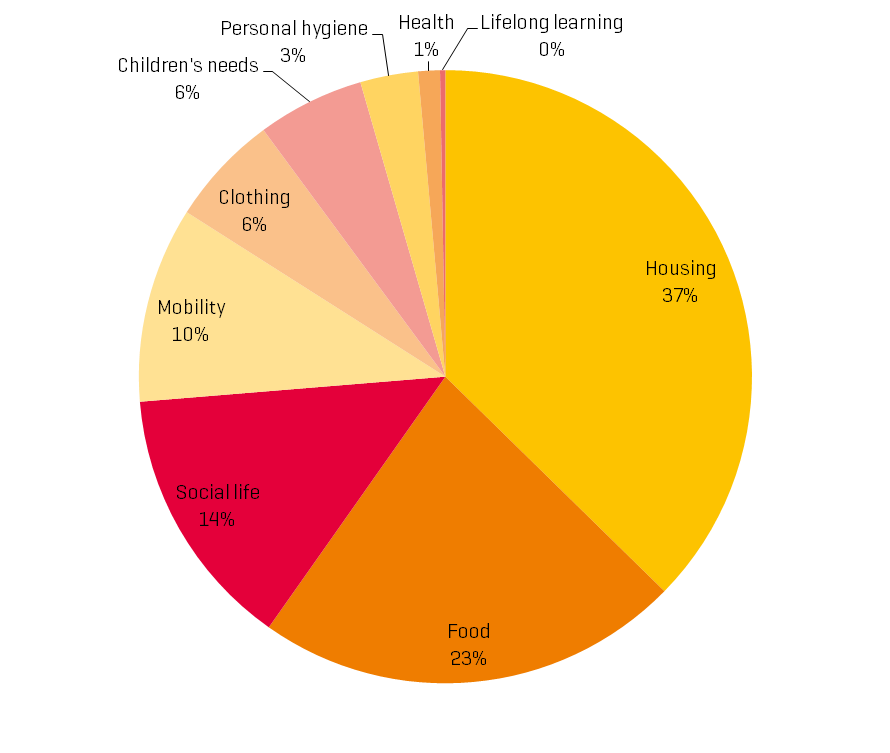 Personal hygiene
3%
Health
1%
Lifelong learning
0%
Children's needs
6%
Clothing
6%
Housing
37%
Mobility
10%
Social life
14%
Food
23%